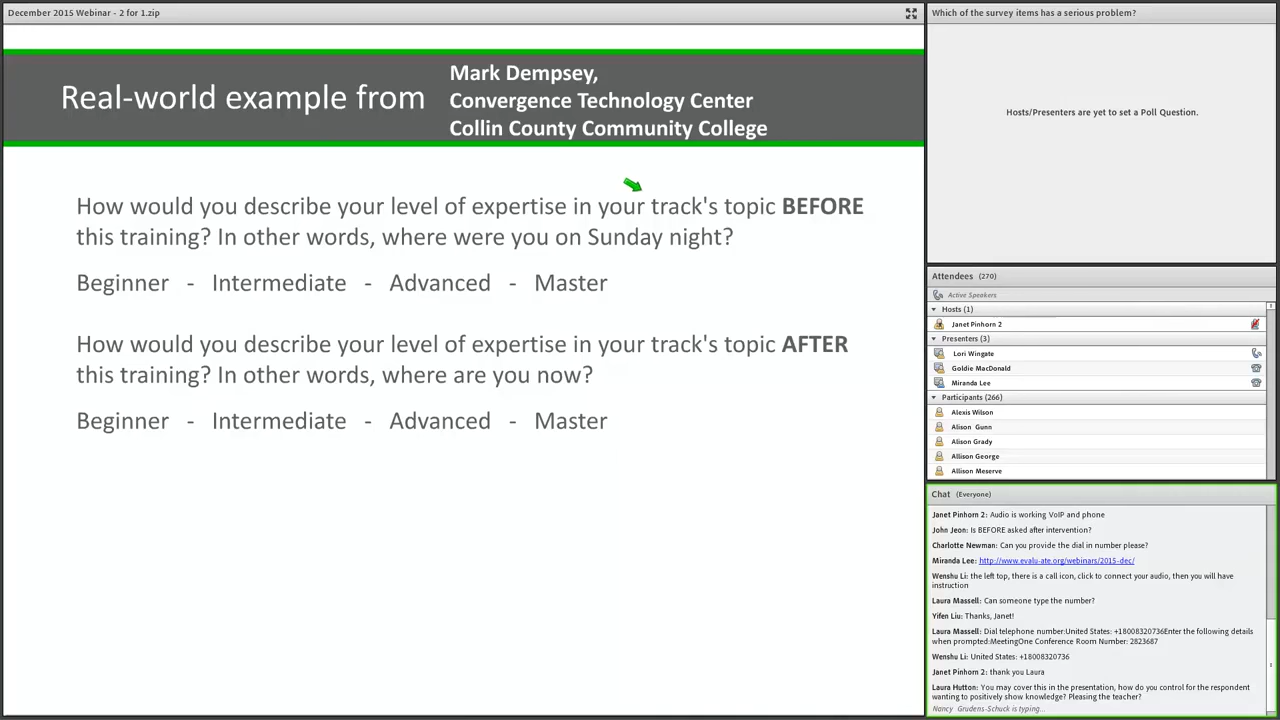 December 2015 Webinar - 2 for 1.zip
Real-world example from
Mark Dempsey,
Convergence Technology Center
Collin County Community College
How would you describe your level of expertise in your track's topic BEFORE
this training? In other words, where were you on Sunday night?
Beginner - Intermediate - Advanced - Master
How would you describe your level of expertise in your track's topic AFTER
this training? In other words, where are you now?
Beginner - Intermediate - Advanced - Master
Which of the survey items has a serious problem?
Hosts/Presenters are yet to set a Poll Question.
Attendees (270)
Active Speakers
Hosts (1)
Janet Pinhorn 2
Presenters (3)
Lori Wingate
Goldie MacDonald
Miranda Lee
Participants (266)
Alexis Wilson
Alison Gunn
Alison Grady
Allison George
Allison Meserve
Chat (Everyone)
Janet Pinhorn 2: Audio is working VoIP and phone
John Jeon: Is BEFORE asked after intervention?
Charlotte Newman: Can you provide the dial in number please?
Miranda Lee: http://www.evalu-ate.org/webinars/2015-dec/
Wenshu Li: the left top, there is a call icon, click to connect your audio, then you will have
instruction
Laura Massell: Can someone type the number?
Yifen Liu: Thanks, Janet!
Laura Massell: Dial telephone number:United States: +18008320736Enter the following details
when prompted:MeetingOne Conference Room Number: 2823687
Wenshu Li: United States: +18008320736
Janet Pinhorn 2: thank you Laura
Laura Hutton: You may cover this in the presentation, how do you control for the respondent
wanting to positively show knowledge? Pleasing the teacher?
Nancy Grudens-Schuck is typing...